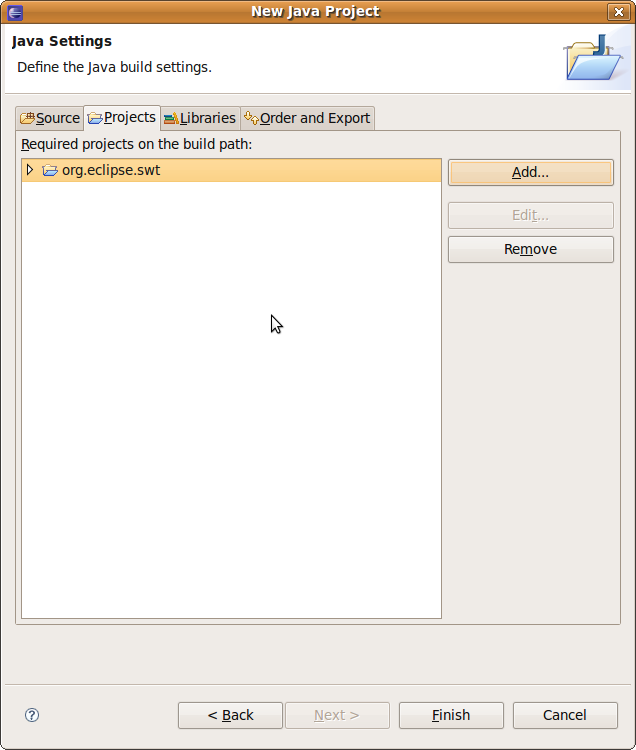 New Java Project
Java Settings
Define the Java build settings.
Source Projects Libraries Order and Export
Required projects on the build path:
org.eclipse.swt
Add...
Edit...
Remove
?
< Back Next > Finish Cancel